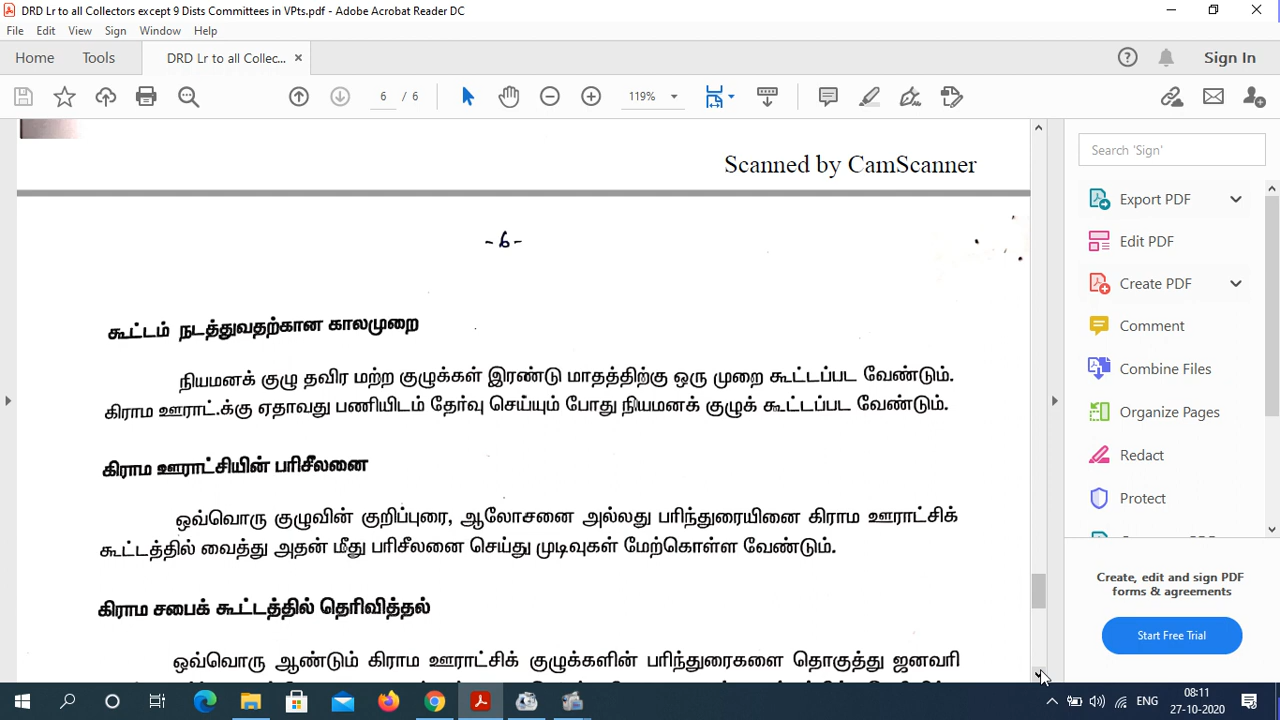 DRD Lr to all Collectors except 9 Dists Committees in VPts.pdf - Adobe Acrobat Reader DC
File Edit View Sign Window Help
Home Tools DRD Lr to all Collec... × Sign In
6 / 6 119%
Search 'Sign'
Scanned by CamScanner
Export PDF
-6-
Edit PDF
Create PDF
கூட்டம் நடத்துவதற்கான காலமுறை
Comment
நியமனக் குழு தவிர மற்ற குழுக்கள் இரண்டு மாதத்திற்கு ஒரு முறை கூட்டப்பட வேண்டும்.
Combine Files
கிராம ஊராட்.க்கு ஏதாவது பணியிடம் தேர்வு செய்யும் போது நியமனக் குழுக் கூட்டப்பட வேண்டும்.
Organize Pages
கிராம ஊராட்சியின் பரிசீலனை
Redact
Protect
ஒவ்வொரு குழுவின் குறிப்புரை, ஆலோசனை அல்லது பரிந்துரையினை கிராம ஊராட்சிக்
கூட்டத்தில் வைத்து அதன் மீது பரிசீலனை செய்து முடிவுகள் மேற்கொள்ள வேண்டும்.
Create, edit and sign PDF
forms & agreements
கிராம சபைக் கூட்டத்தில் தெரிவித்தல்
Start Free Trial
ஒவ்வொரு ஆண்டும் கிராம ஊராட்சிக் குழுக்களின் பரிந்துரைகளை தொகுத்து ஜனவரி
ENG 08:11
27-10-2020